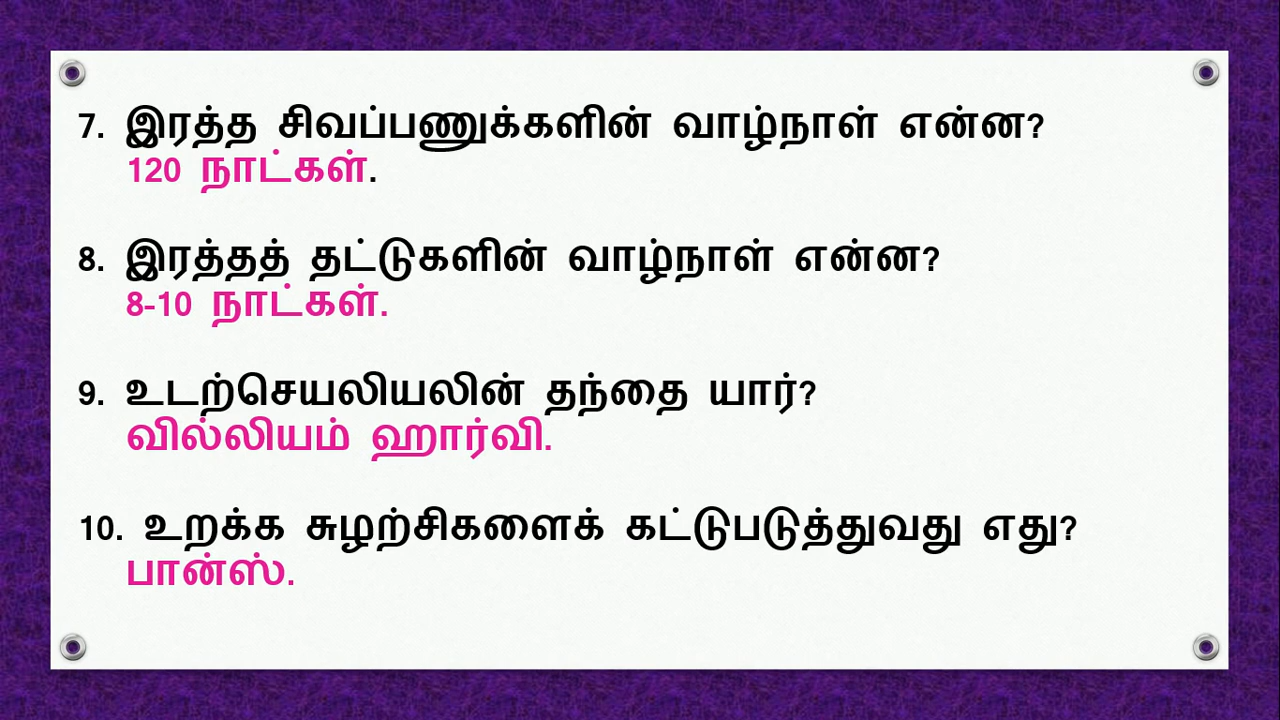 7. இரத்த சிவப்பணுக்களின் வாழ்நாள் என்ன?
120 நாட்கள்.
8. இரத்தத் தட்டுகளின் வாழ்நாள் என்ன?
8-10 நாட்கள்.
9. உடற்செயலியலின் தந்தை யார்?
வில்லியம் ஹார்வி.
10. உறக்க சுழற்சிகளைக் கட்டுபடுத்துவது எது?
பான்ஸ்.